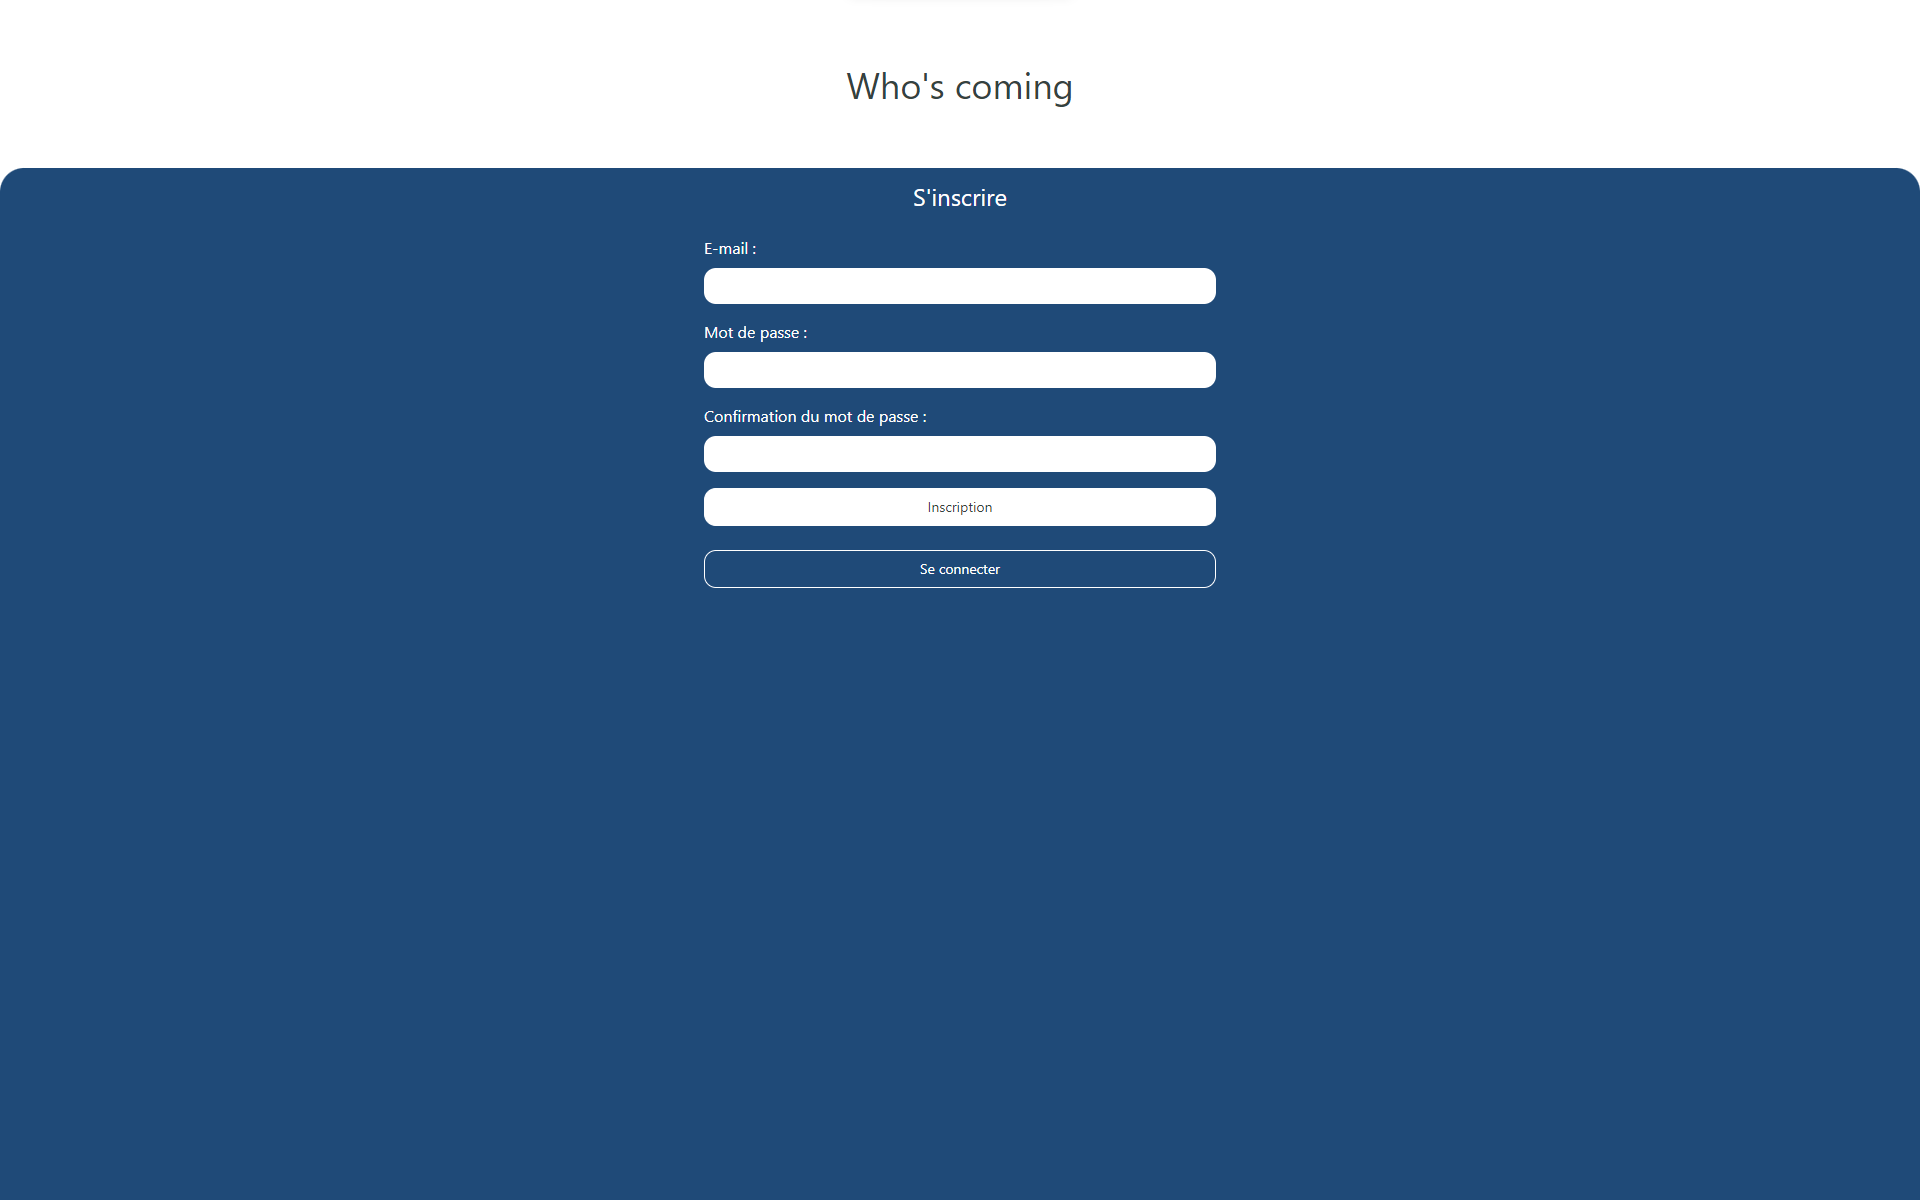 Who's coming
S'inscrire
E-mail :
Mot de passe :
Confirmation du mot de passe :
Inscription
Se connecter